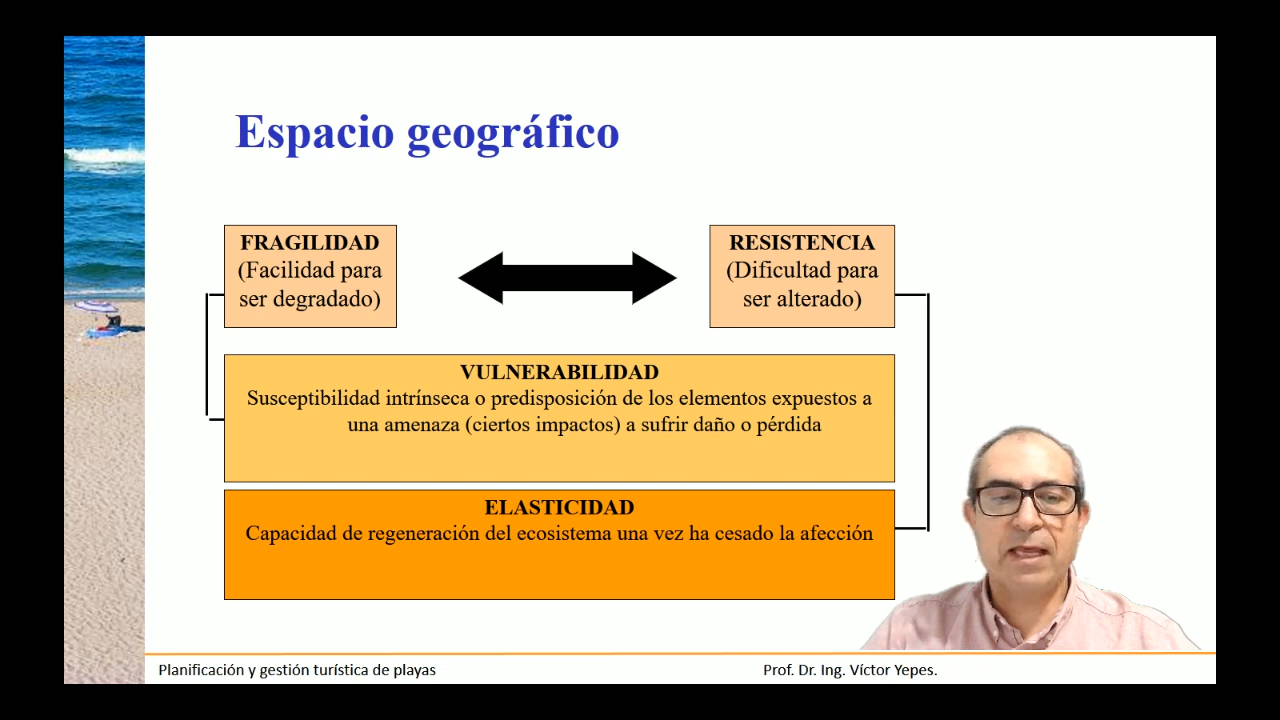 Espacio geográfico
FRAGILIDAD
(Facilidad para
ser degradado)
RESISTENCIA
(Dificultad para
ser alterado)
VULNERABILIDAD
Susceptibilidad intrínseca o predisposición de los elementos expuestos a
una amenaza (ciertos impactos) a sufrir daño o pérdida
ELASTICIDAD
Capacidad de regeneración del ecosistema una vez ha cesado la afección
Planificación y gestión turística de playas
Prof. Dr. Ing. Víctor Yepes.